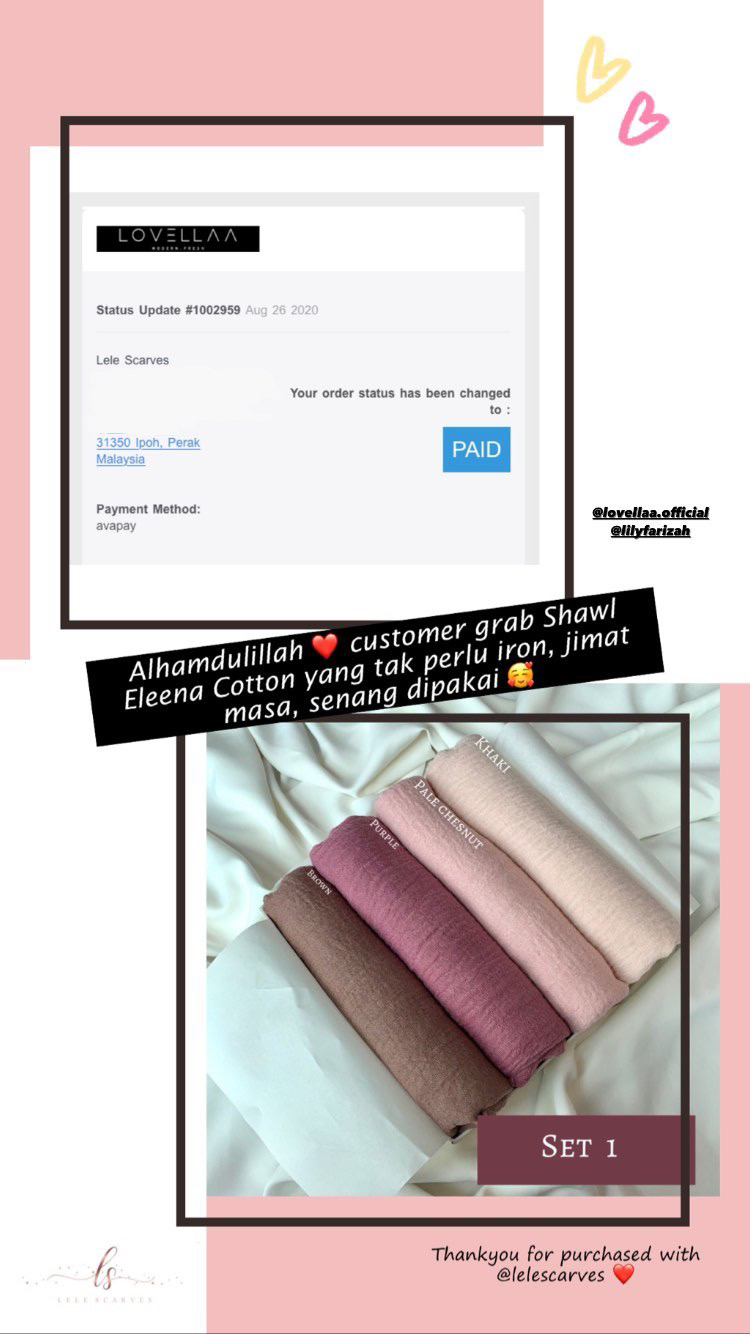 LOVELLAA
MODERN.FRESH
Status Update #1002959 Aug 26 2020
Lele Scarves
Your order status has been changed
to :
31350 Ipoh, Perak
Malaysia
PAID
Payment Method:
avapay
@lovellaa.official
@lilyfarizah
Alhamdulillah ❤️ customer grab Shawl
Eleena Cotton yang tak perlu iron, jimat
masa, senang dipakai 🥰
KHAKI
PALE CHESNUT
PURPLE
BROWN
SET 1
Thankyou for purchased with
@lelescarves ❤️
ls
LELE SCARVES